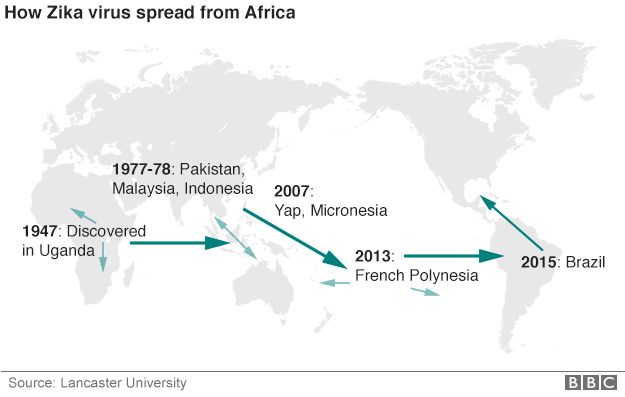 How Zika virus spread from Africa
1977-78: Pakistan,
Malaysia, Indonesia
2007:
Yap, Micronesia
1947: Discovered
in Uganda
2013:
French Polynesia
2015: Brazil
Source: Lancaster University
BBC